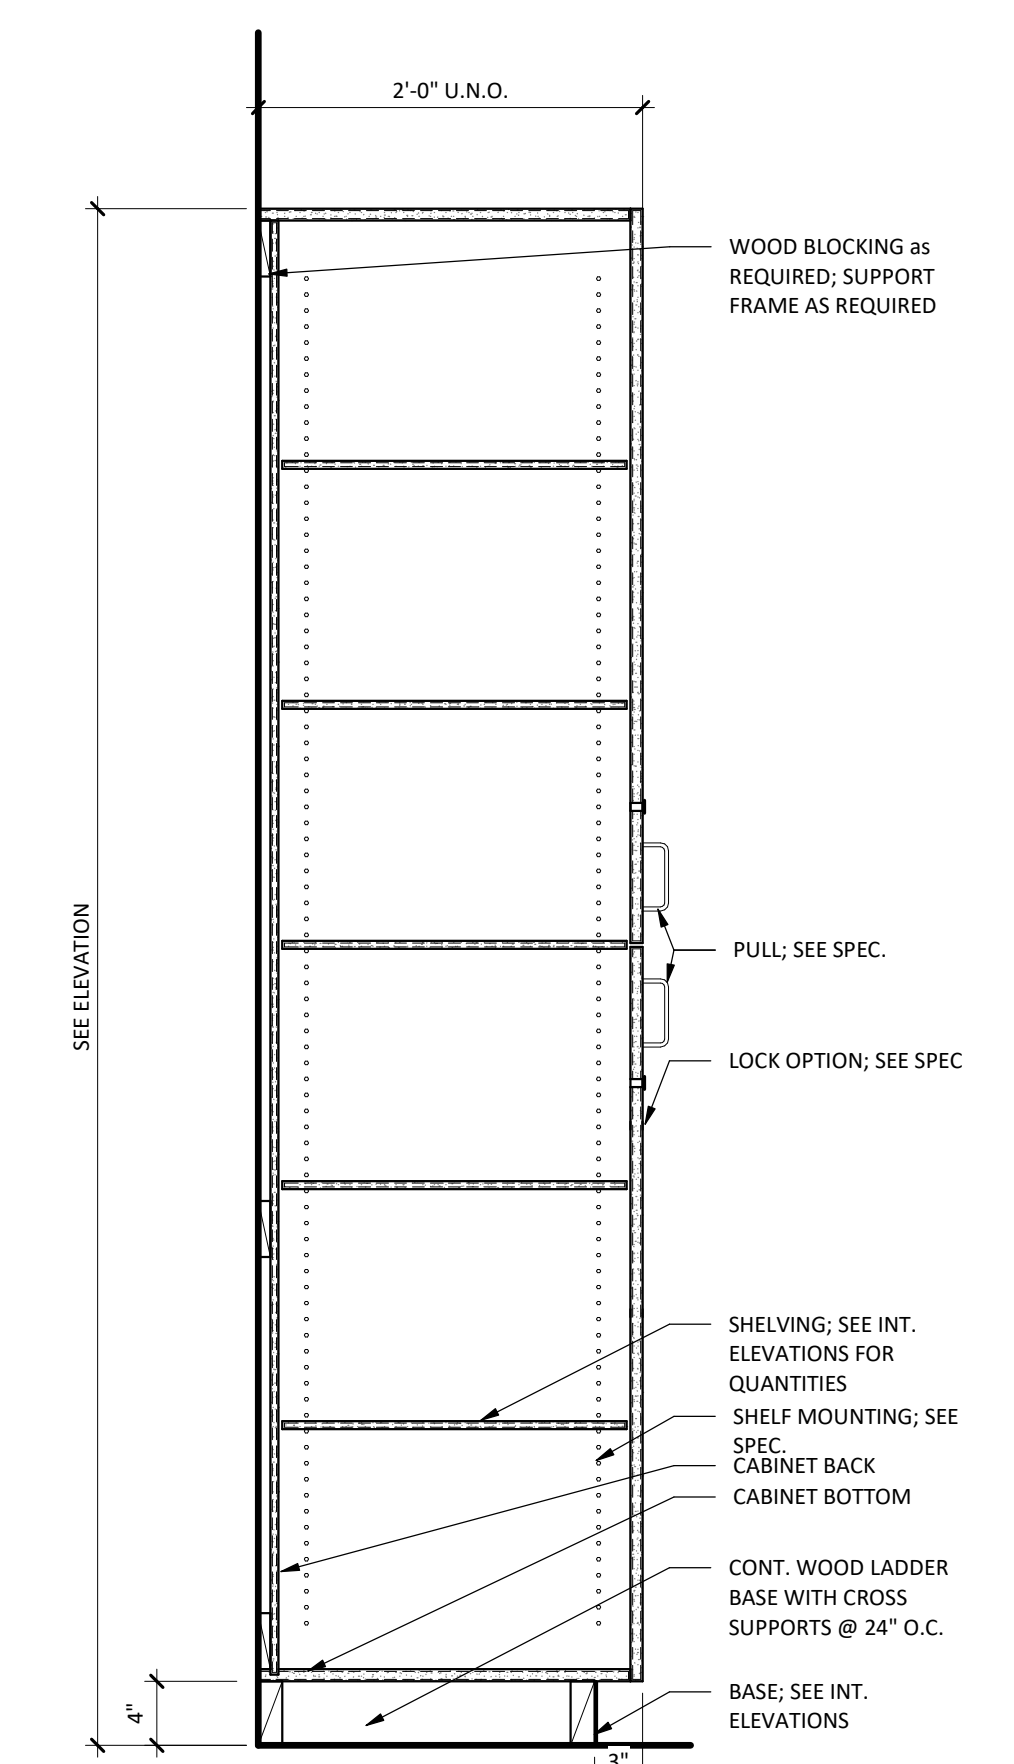 2'-0" U.N.O.
WOOD BLOCKING as
REQUIRED; SUPPORT
FRAME AS REQUIRED
SEE ELEVATION
PULL; SEE SPEC.
LOCK OPTION; SEE SPEC
SHELVING; SEE INT.
ELEVATIONS FOR
QUANTITIES
SHELF MOUNTING; SEE
SPEC.
CABINET BACK
CABINET BOTTOM
CONT. WOOD LADDER
BASE WITH CROSS
SUPPORTS @ 24" O.C.
4"
BASE; SEE INT.
ELEVATIONS
3"